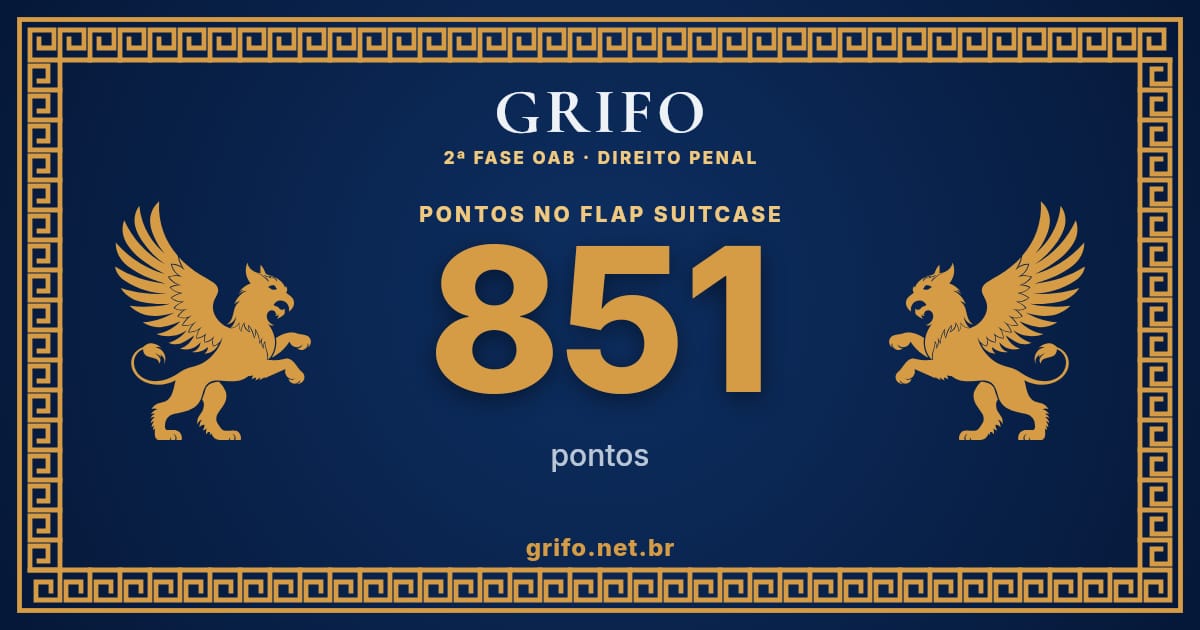 GRIFO
2ª FASE OAB · DIREITO PENAL
PONTOS NO FLAP SUITCASE
851
pontos
grifo.net.br